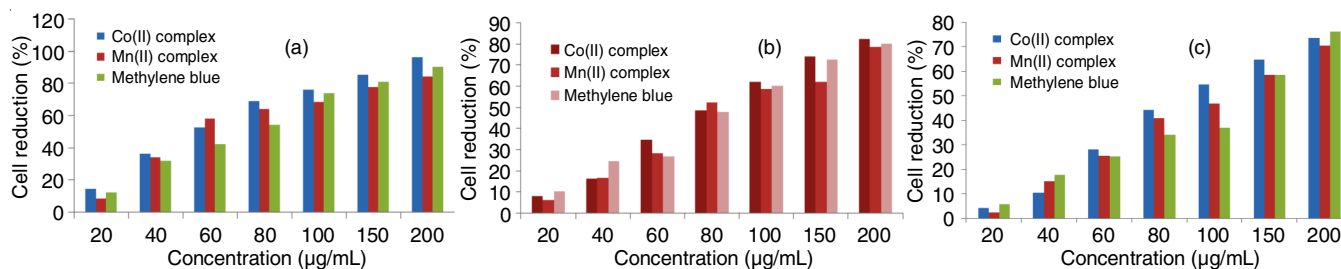 (a)
Cell reduction (%)
120
100
80
60
40
20
0
Co(II) complex
Mn(II) complex
Methylene blue
20 40 60 80 100 150 200
Concentration (µg/mL)
(b)
Cell reduction (%)
90
80
70
60
50
40
30
20
10
0
Co(II) complex
Mn(II) complex
Methylene blue
20 40 60 80 100 150 200
Concentration (µg/mL)
(c)
Cell reduction (%)
80
70
60
50
40
30
20
10
0
Co(II) complex
Mn(II) complex
Methylene blue
20 40 60 80 100 150 200
Concentration (µg/mL)